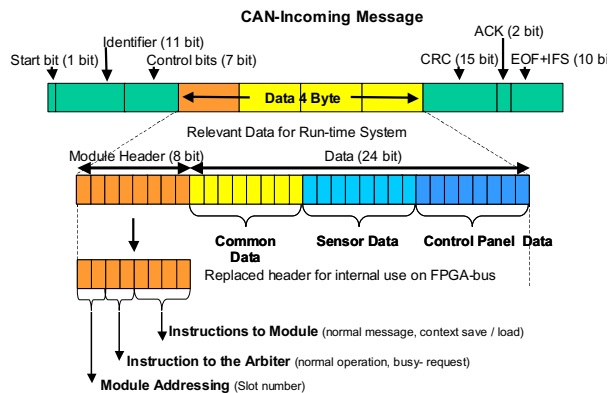 CAN-Incoming Message
ACK (2 bit)
Identifier (11 bit)
Start bit (1 bit)
Control bits (7 bit)
CRC (15 bit)
EOF+IFS (10 bi
Data 4 Byte
Relevant Data for Run-time System
Module Header (8 bit)
Data (24 bit)
Common Data
Sensor Data
Control Panel Data
Replaced header for internal use on FPGA-bus
Instructions to Module (normal message, context save / load)
Instruction to the Arbiter (normal operation, busy- request)
Module Addressing (Slot number)